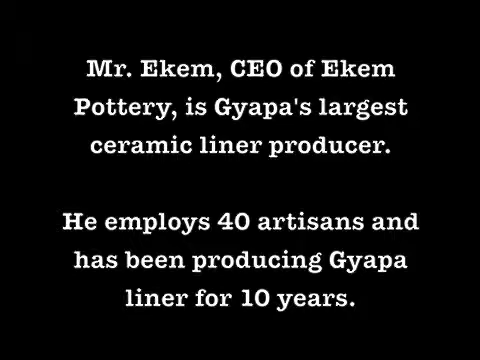 Mr. Ekem, CEO of Ekem
Pottery, is Gyapa's largest
ceramic liner producer.
He employs 40 artisans and
has been producing Gyapa
liner for 10 years.